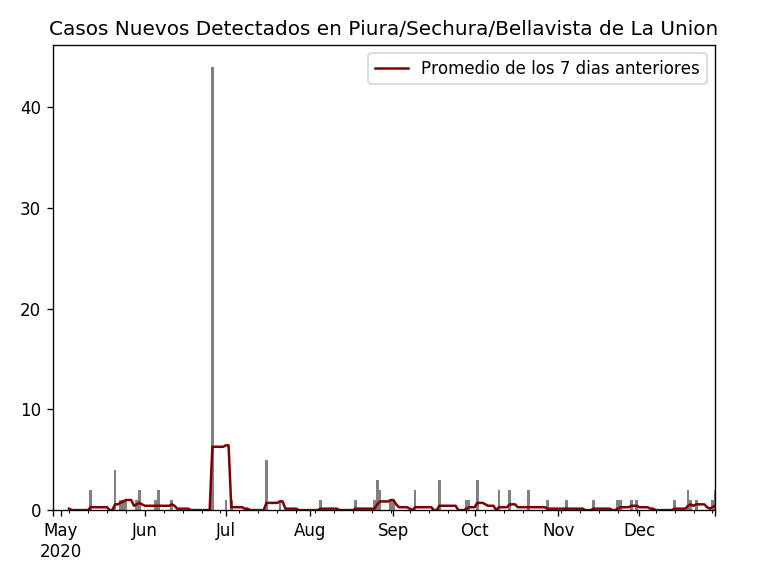 Casos Nuevos Detectados en Piura/Sechura/Bellavista de La Union
Promedio de los 7 dias anteriores
40
30
20
10
0
May Jun Jul Aug Sep Oct Nov Dec
2020